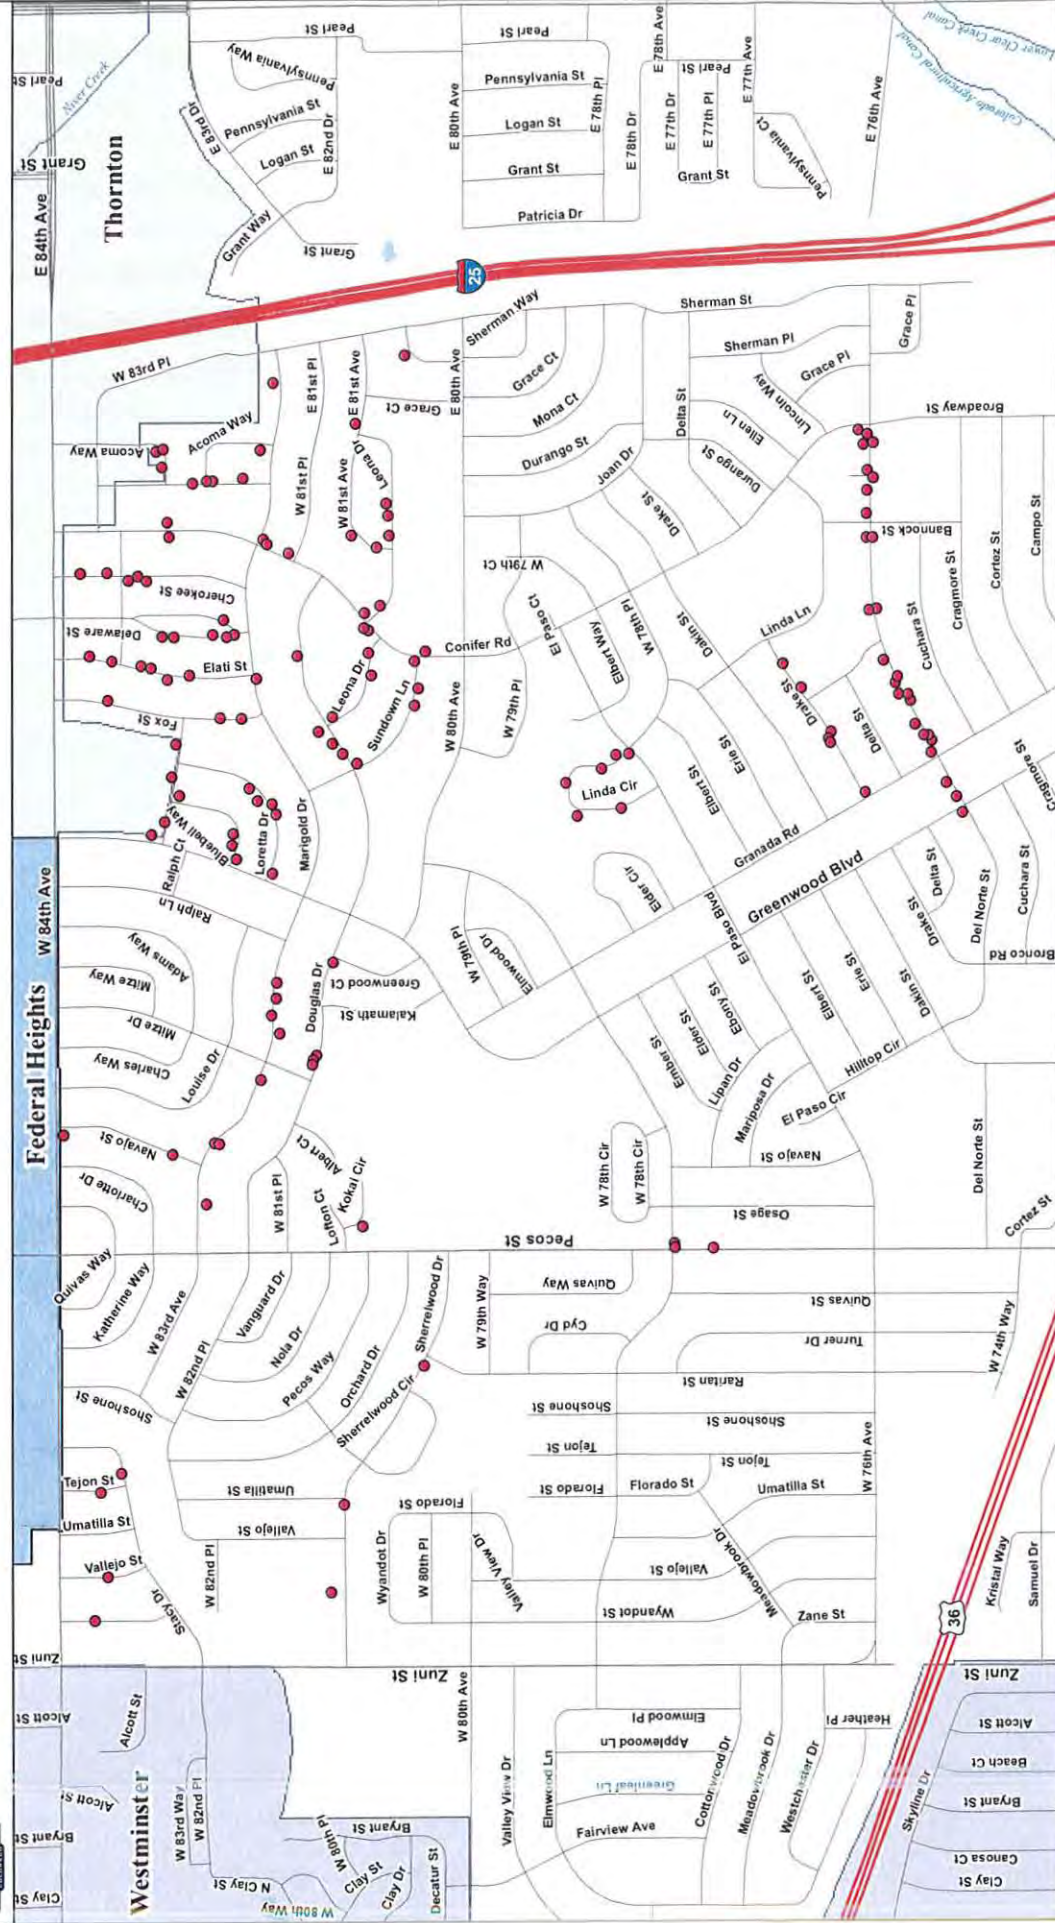 Pearl St
Niver Creek
Grant St
E 84th Ave
Thornton
Pearl St
Pennsylvania Way
E 83rd Dr
Pennsylvania St
Logan St
E 82nd Dr
Grant Way
Grant St
E 80th Ave
Pearl St
Pennsylvania St
Logan St
Grant St
Patricia Dr
E 78th Pl
E 78th Dr
E 78th Ave
Pearl St
E 77th Dr
E 77th Pl
Grant St
E 77th Ave
Pennsylvania Ct
E 76th Ave
Colorado Agricultural Canal
Lower Clear Creek Canal
25
W 83rd Pl
Acoma Way
Acoma Way
E 81st Pl
W 81st Pl
E 81st Ave
W 81st Ave
Leona Dr
Grace Ct
E 80th Ave
Sherman Way
Grace Ct
Mona Ct
Durango St
Joan Dr
Drake St
Delta St
Sherman St
Sherman Pl
Lincoln Way
Grace Pl
Grace Pl
Ellen Ln
Durango St
Broadway St
Bannock St
Cragmore St
Cortez St
Campo St
Cuchara St
Cherokee St
Delaware St
Elati St
Fox St
Leona Dr
Sundown Ln
Conifer Rd
W 79th Ct
W 80th Ave
W 79th Pl
El Paso Ct
Elbert Way
W 78th Pl
Dakin St
Linda Ln
Drake St
Delta St
Linda Cir
Elbert St
Erie St
Granada Rd
Greenwood Blvd
Cragmore St
Bluebell Way
Loretta Dr
Marigold Dr
Ralph Ct
Ralph Ln
W 84th Ave
Federal Heights
Adams Way
Mitze Way
Mitze Dr
Charles Way
Louise Dr
Douglas Dr
Greenwood Ct
Kalamath St
W 79th Pl
Elmwood Dr
Elder Cir
El Paso Blvd
Delta St
Drake St
Del Norte St
Cuchara St
Bronco Rd
Ember St
Elder St
Ebony St
Elbert St
Erie St
Dakin St
Lipan Dr
Mariposa Dr
El Paso Cir
Hilltop Cir
Navajo St
Charlotte Dr
Albert Ct
W 81st Pl
Lofton Ct
Kokai Cir
W 78th Cir
W 78th Cir
Navajo St
Osage St
Del Norte St
Cortez St
Pecos St
Quivas Way
Katherine Way
W 83rd Ave
W 82nd Pl
Vanguard Dr
Nola Dr
Pecos Way
Orchard Dr
Sherrelwood Dr
Sherrelwood Cir
W 79th Way
Quivas Way
Cyd Dr
Quivas St
Turner Dr
Raritan St
W 74th Way
Shoshone St
Shoshone St
Shoshone St
Tejon St
Tejon St
Tejon St
Umatilla St
Umatilla St
Vallejo St
Vallejo St
W 82nd Pl
Stacy Dr
Florado St
Florado St
Florado St
Umatilla St
W 76th Ave
Wyandot Dr
W 80th Pl
Valley View Dr
Vallejo St
Meadowbrook Dr
Wyandot St
Zane St
36
Kristal Way
Samuel Dr
Zuni St
Zuni St
Zuni St
Alcott St
Alcott St
Alcott St
Westminster
Bryant St
Clay St
W 83rd Way
W 82nd Pl
N Clay St
W 80th Way
W 80th Pl
Bryant St
Clay St
Clay Dr
Decatur St
W 80th Ave
Valley View Dr
Elmwood Ln
Elmwood Pl
Applewood Ln
Greenleaf Ln
Fairview Ave
Cottonwood Dr
Meadowbrook Dr
Westchester Dr
Heather Pl
Skyline Dr
Alcott St
Beach Ct
Bryant St
Canosa Ct
Clay St